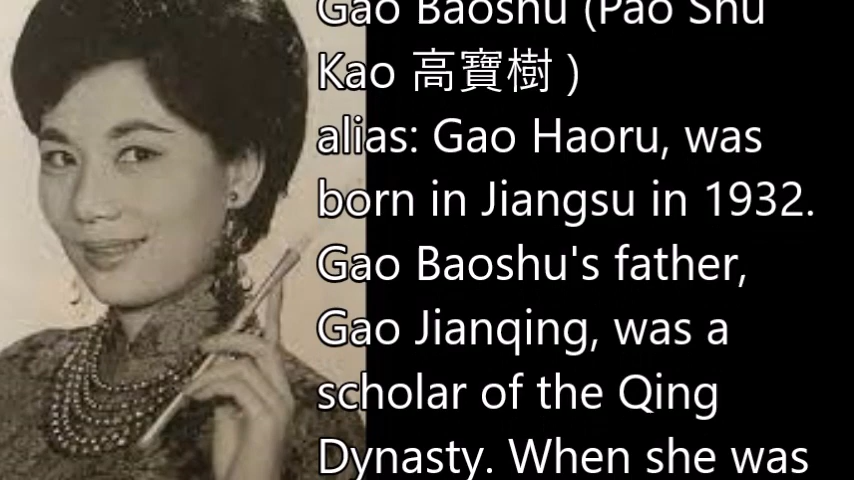 Gao Baoshu (Pao Shu
Kao 高寶樹 )
alias: Gao Haoru, was
born in Jiangsu in 1932.
Gao Baoshu's father,
Gao Jianqing, was a
scholar of the Qing
Dynasty. When she was